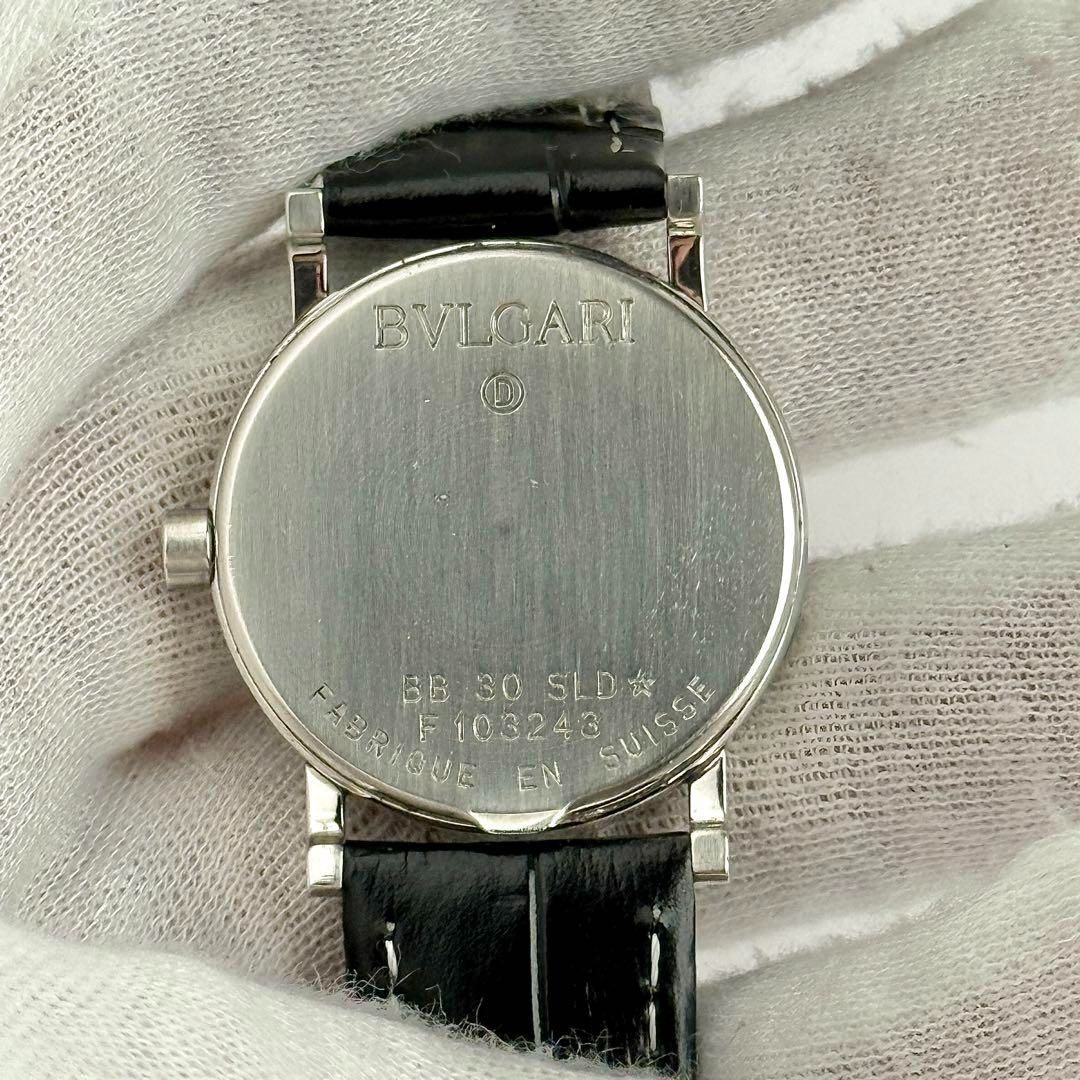 BVLGARI
D
BB 30 SLD☆
F103243
FABRIQUE EN SUISSE